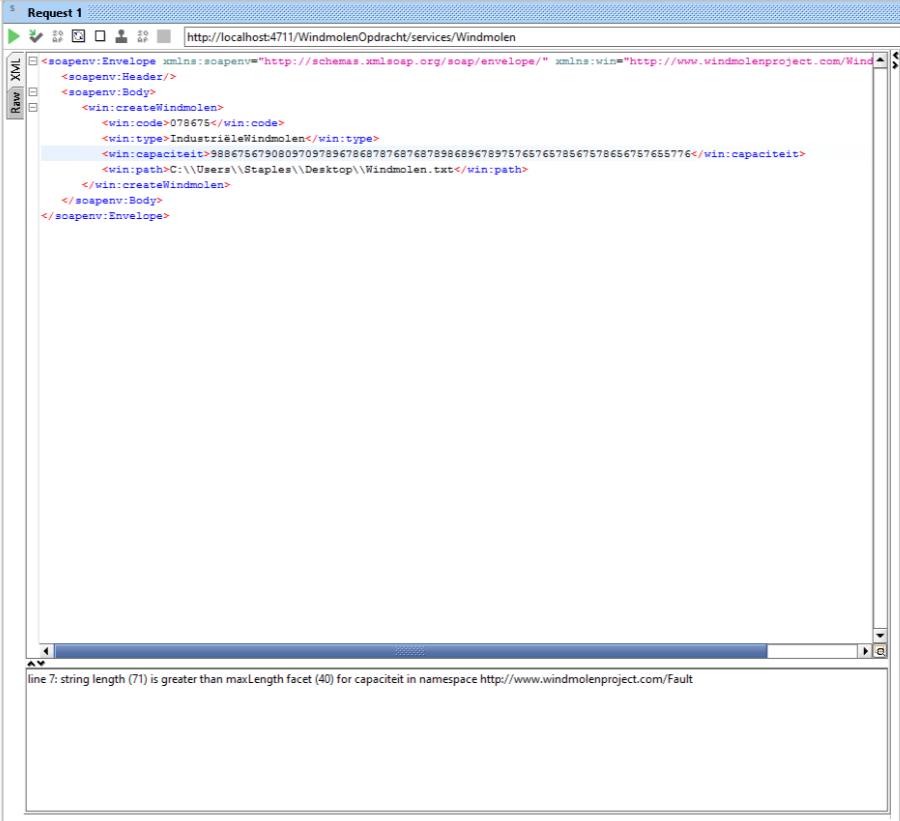 Request 1
http://localhost:4711/WindmolenOpdracht/services/Windmolen
XML
Raw
<soapenv:Envelope xmlns:soapenv="http://schemas.xmlsoap.org/soap/envelope/" xmlns:win="http://www.windmolenproject.com/Wind
<soapenv:Header/>
<soapenv:Body>
<win:createWindmolen>
<win:code>078675</win:code>
<win:type>IndustriëleWindmolen</win:type>
<win:capaciteit>98867567908097097896786878768768789868967897576576578567578656757655776</win:capaciteit>
<win:path>C:\\Users\\Staples\\Desktop\\Windmolen.txt</win:path>
</win:createWindmolen>
</soapenv:Body>
</soapenv:Envelope>
line 7: string length (71) is greater than maxLength facet (40) for capaciteit in namespace http://www.windmolenproject.com/Fault